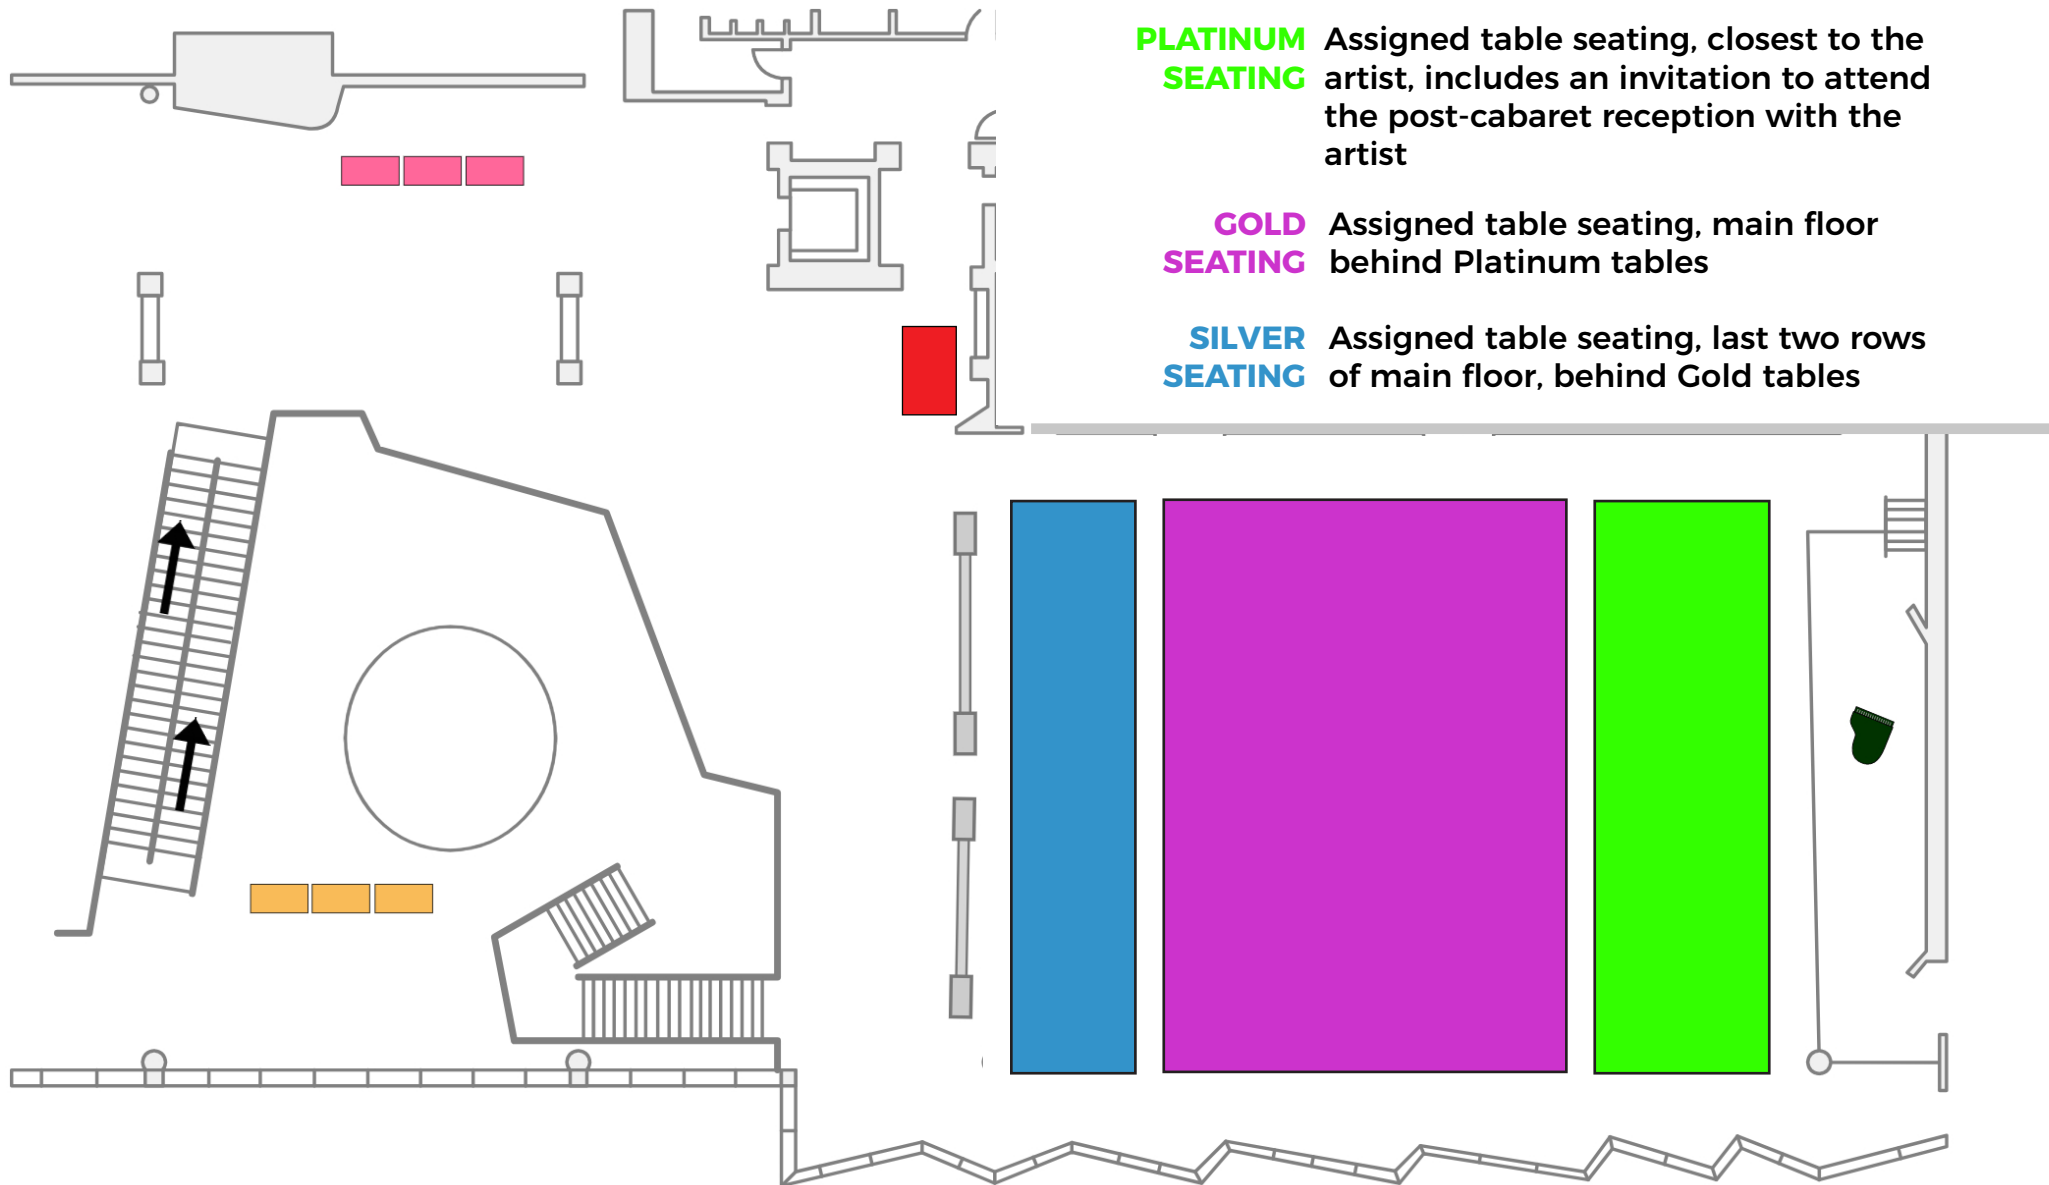 PLATINUM Assigned table seating, closest to the
SEATING artist, includes an invitation to attend
the post-cabaret reception with the
artist
GOLD Assigned table seating, main floor
SEATING behind Platinum tables
SILVER Assigned table seating, last two rows
SEATING of main floor, behind Gold tables